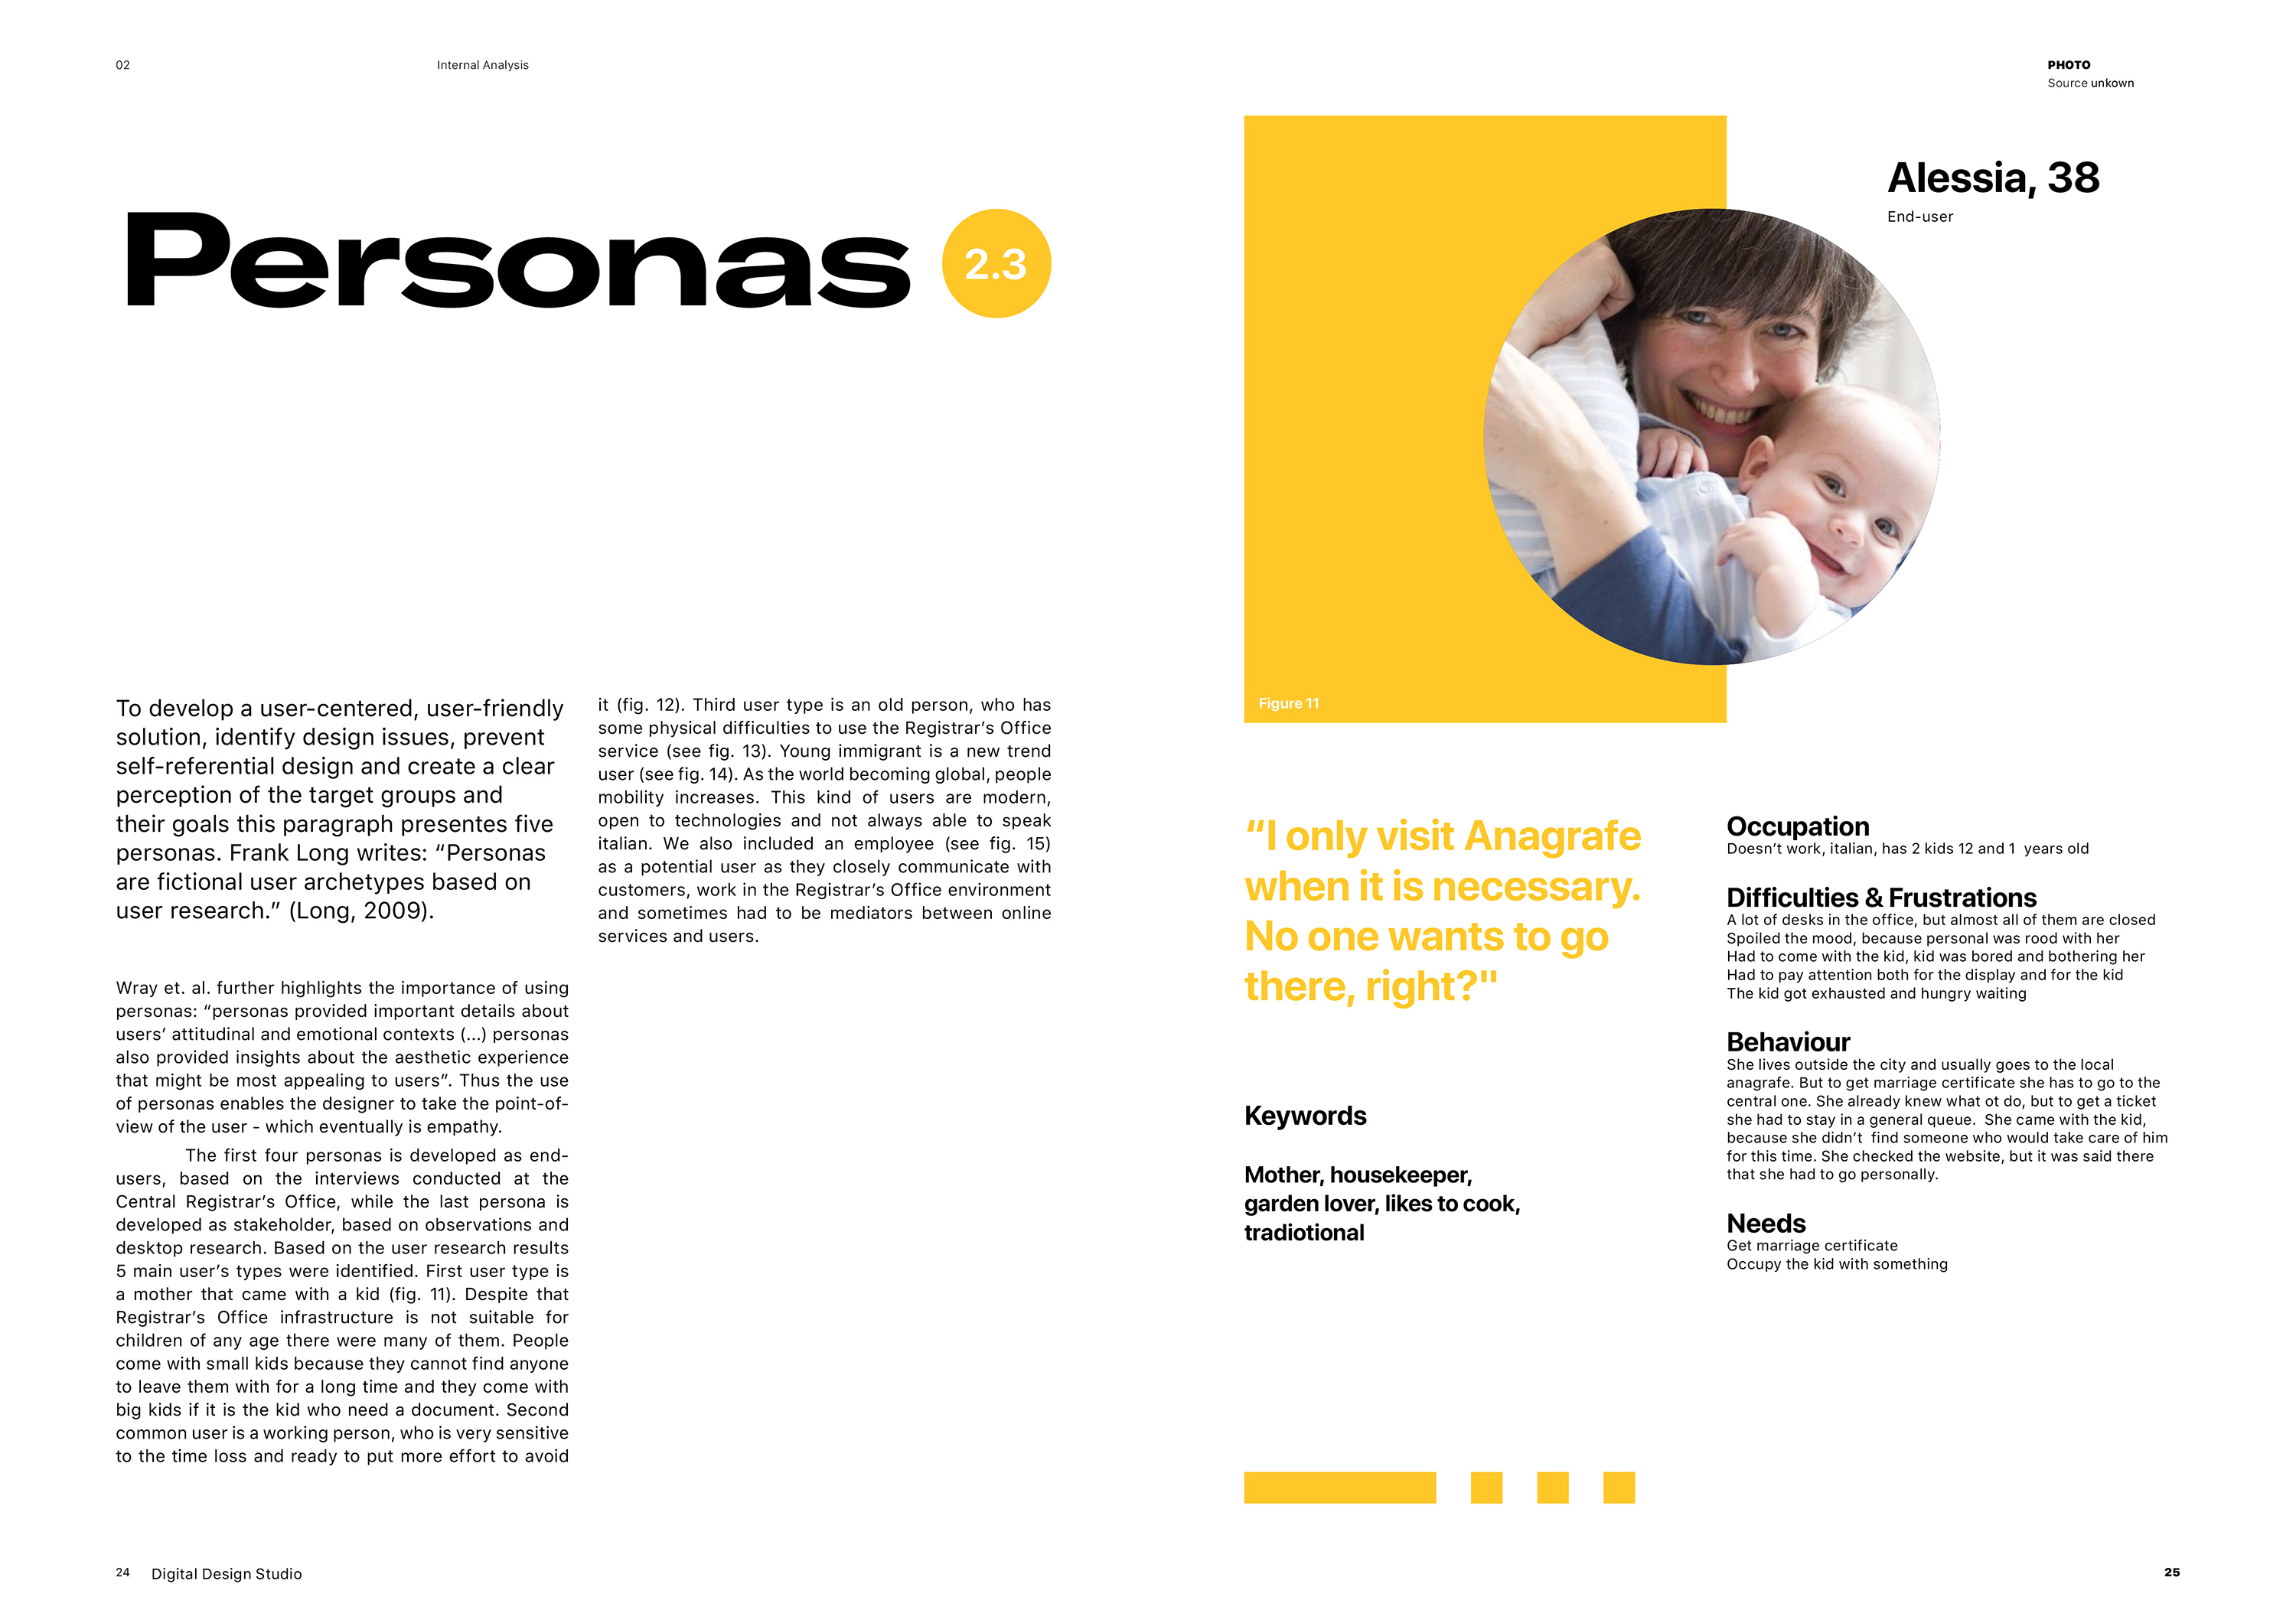 02
Internal Analysis
Personas
2.3
To develop a user-centered, user-friendly
solution, identify design issues, prevent
self-referential design and create a clear
perception of the target groups and
their goals this paragraph presentes five
personas. Frank Long writes: “Personas
are fictional user archetypes based on
user research.” (Long, 2009).
Wray et. al. further highlights the importance of using
personas: “personas provided important details about
users’ attitudinal and emotional contexts (...) personas
also provided insights about the aesthetic experience
that might be most appealing to users”. Thus the use
of personas enables the designer to take the point-of-
view of the user - which eventually is empathy.
The first four personas is developed as end-
users, based on the interviews conducted at the
Central Registrar’s Office, while the last persona is
developed as stakeholder, based on observations and
desktop research. Based on the user research results
5 main user’s types were identified. First user type is
a mother that came with a kid (fig. 11). Despite that
Registrar’s Office infrastructure is not suitable for
children of any age there were many of them. People
come with small kids because they cannot find anyone
to leave them with for a long time and they come with
big kids if it is the kid who need a document. Second
common user is a working person, who is very sensitive
to the time loss and ready to put more effort to avoid
it (fig. 12). Third user type is an old person, who has
some physical difficulties to use the Registrar’s Office
service (see fig. 13). Young immigrant is a new trend
user (see fig. 14). As the world becoming global, people
mobility increases. This kind of users are modern,
open to technologies and not always able to speak
italian. We also included an employee (see fig. 15)
as a potential user as they closely communicate with
customers, work in the Registrar’s Office environment
and sometimes had to be mediators between online
services and users.
24
Digital Design Studio
PHOTO
Source unkown
Alessia, 38
End-user
Figure 11
“I only visit Anagrafe
when it is necessary.
No one wants to go
there, right?"
Keywords
Mother, housekeeper,
garden lover, likes to cook,
tradiotional
Occupation
Doesn’t work, italian, has 2 kids 12 and 1  years old
Difficulties & Frustrations
A lot of desks in the office, but almost all of them are closed
Spoiled the mood, because personal was rood with her
Had to come with the kid, kid was bored and bothering her
Had to pay attention both for the display and for the kid
The kid got exhausted and hungry waiting
Behaviour
She lives outside the city and usually goes to the local
anagrafe. But to get marriage certificate she has to go to the
central one. She already knew what ot do, but to get a ticket
she had to stay in a general queue.  She came with the kid,
because she didn’t  find someone who would take care of him
for this time. She checked the website, but it was said there
that she had to go personally.
Needs
Get marriage certificate
Occupy the kid with something
25